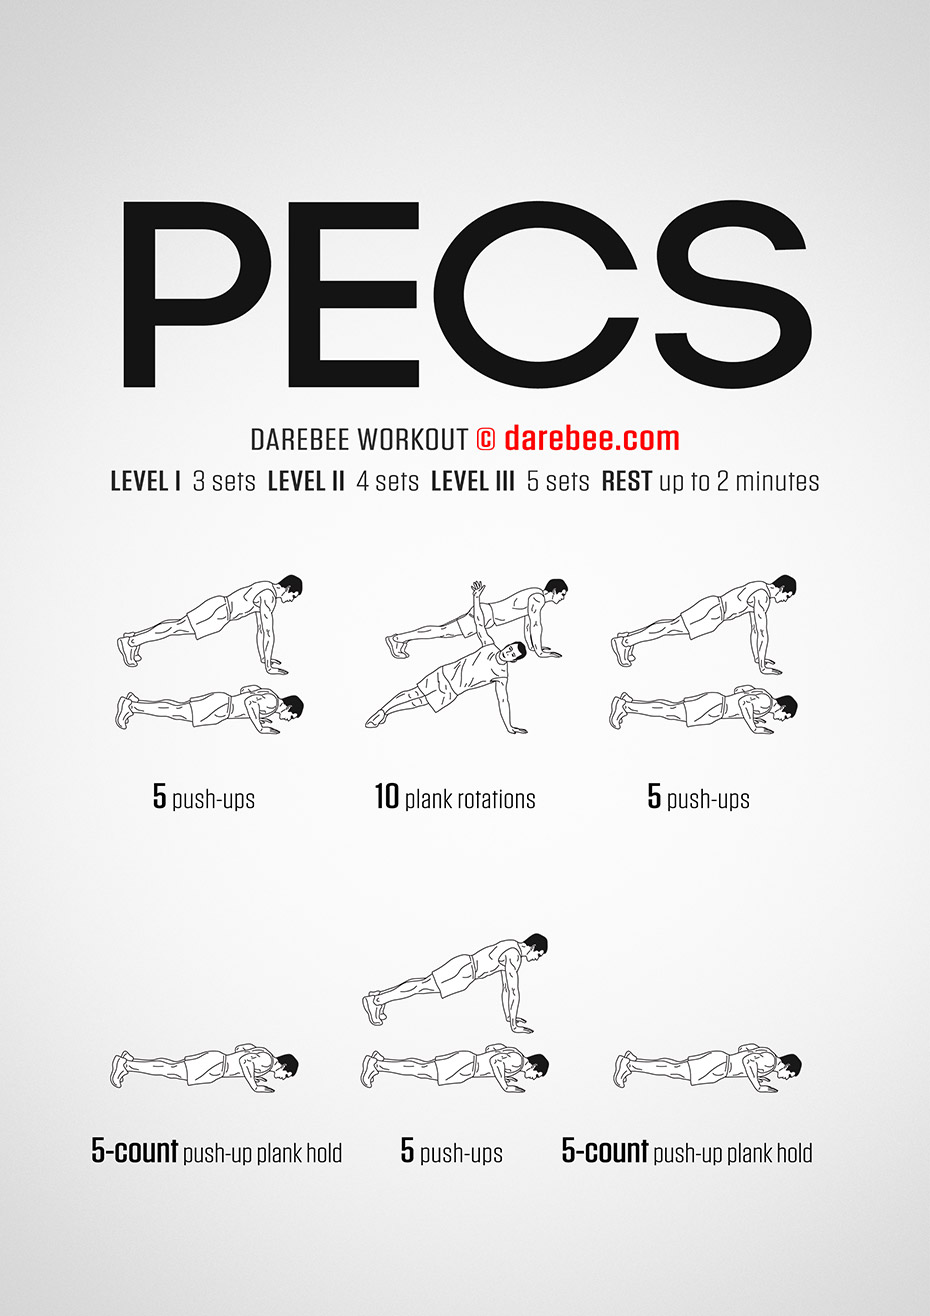 PECS
DAREBEE WORKOUT © darebee.com
LEVEL I 3 sets LEVEL II 4 sets LEVEL III 5 sets REST up to 2 minutes
5 push-ups
10 plank rotations
5 push-ups
5-count push-up plank hold
5 push-ups
5-count push-up plank hold